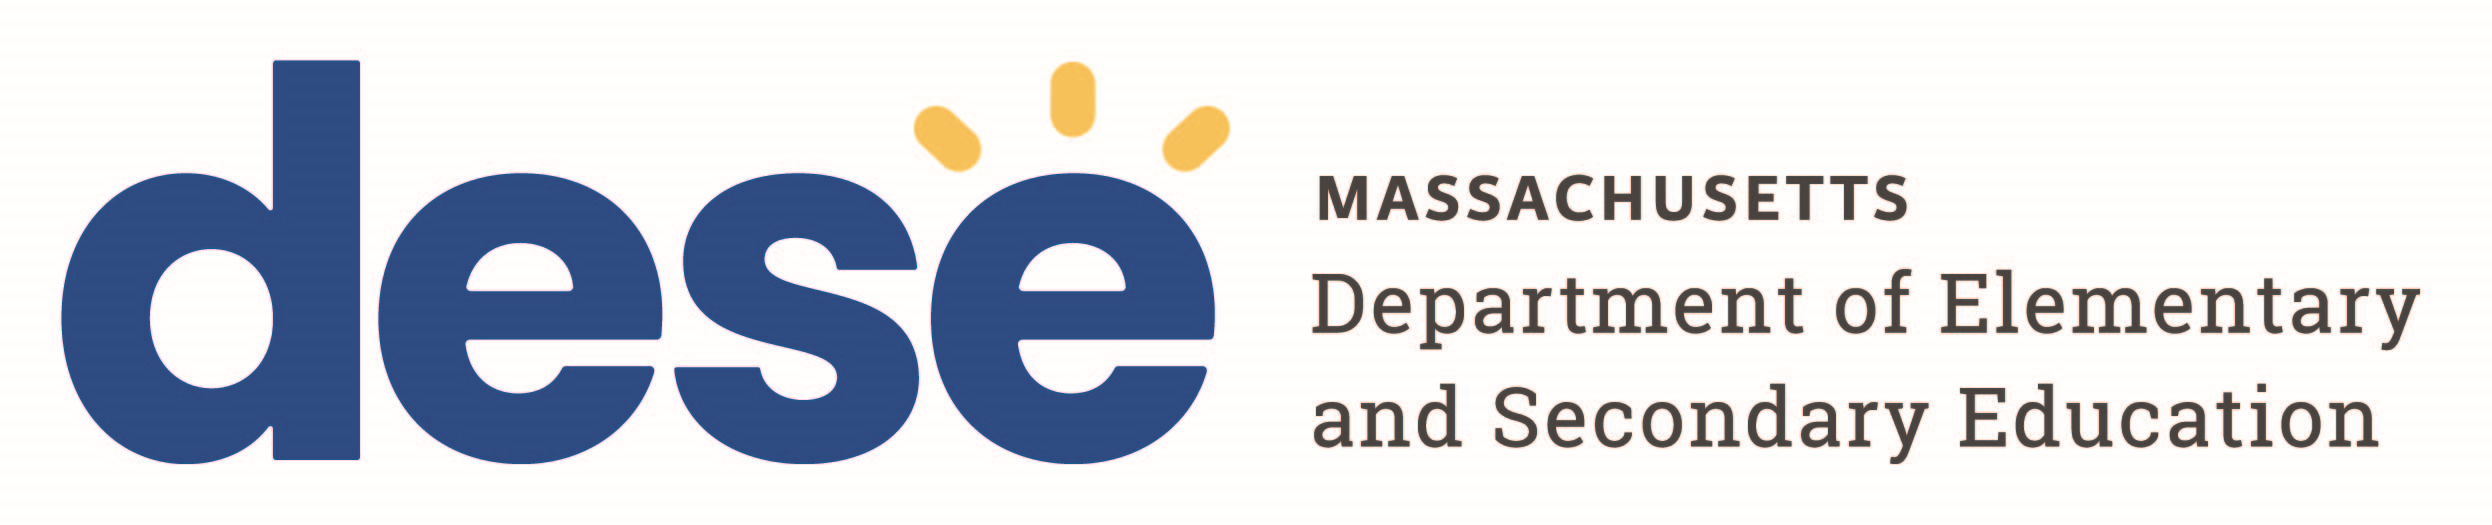 dese
MASSACHUSETTS
Department of Elementary
and Secondary Education